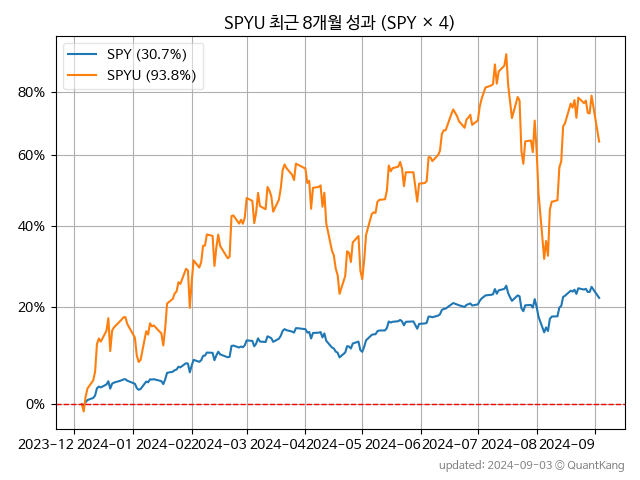 SPYU 최근 8개월 성과 (SPY × 4)
SPY (30.7%)
SPYU (93.8%)
80%
60%
40%
20%
0%
2023-12 2024-01 2024-02 2024-03 2024-04 2024-05 2024-06 2024-07 2024-08 2024-09
updated: 2024-09-03 @ QuantKang